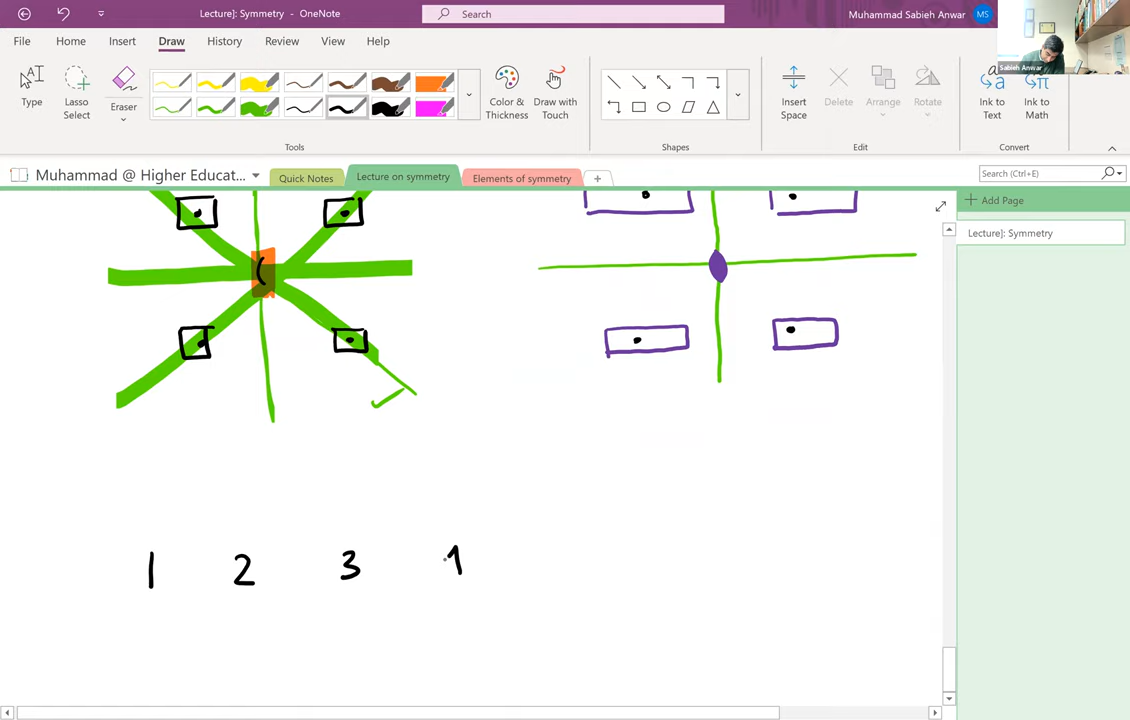 Lecture]: Symmetry - OneNote
Search
Muhammad Sabieh Anwar
MS
File
Home
Insert
Draw
History
Review
View
Help
Sabieh Anwar
Type
Lasso Select
Eraser
Color & Thickness
Draw with Touch
Insert Space
Delete
Arrange
Rotate
Ink to Text
Ink to Math
Tools
Shapes
Edit
Convert
Muhammad @ Higher Educat...
Quick Notes
Lecture on symmetry
Elements of symmetry
Search (Ctrl+E)
Add Page
Lecture]: Symmetry
1 2 3